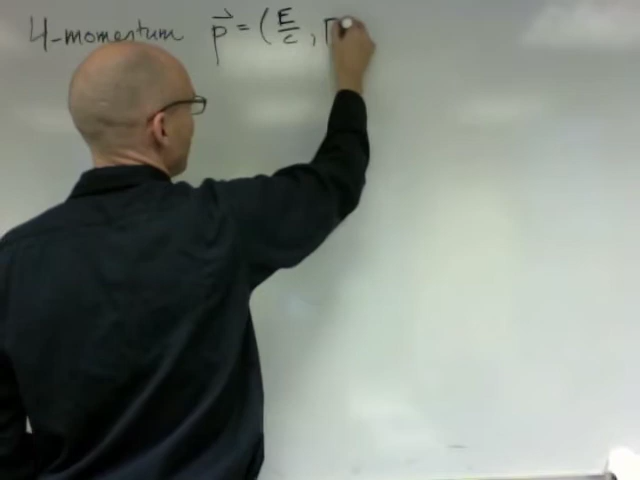 4-momentum p⃗ = (E/c, Γ